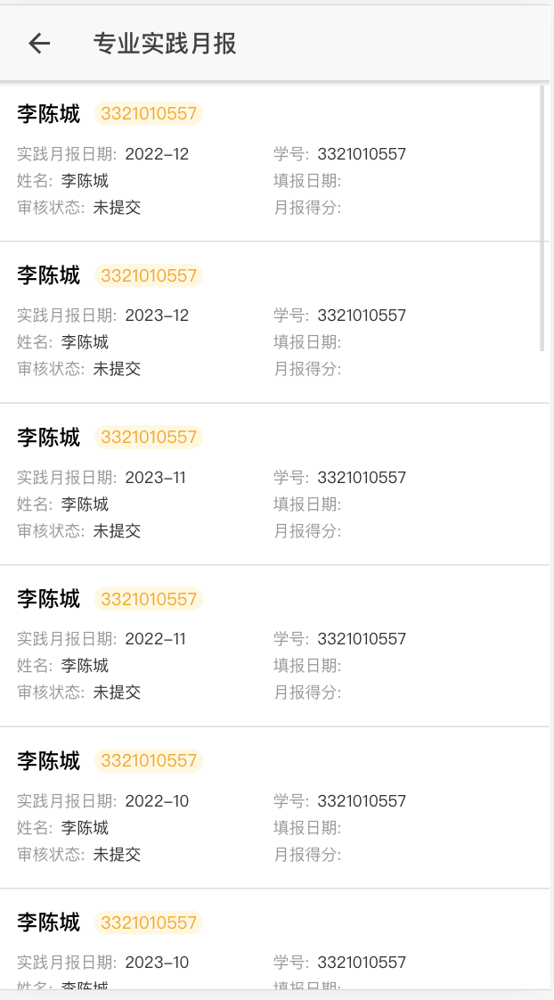 专业实践月报
李陈城 3321010557
实践月报日期: 2022-12 学号: 3321010557
姓名: 李陈城 填报日期:
审核状态: 未提交 月报得分:
李陈城 3321010557
实践月报日期: 2023-12 学号: 3321010557
姓名: 李陈城 填报日期:
审核状态: 未提交 月报得分:
李陈城 3321010557
实践月报日期: 2023-11 学号: 3321010557
姓名: 李陈城 填报日期:
审核状态: 未提交 月报得分:
李陈城 3321010557
实践月报日期: 2022-11 学号: 3321010557
姓名: 李陈城 填报日期:
审核状态: 未提交 月报得分:
李陈城 3321010557
实践月报日期: 2022-10 学号: 3321010557
姓名: 李陈城 填报日期:
审核状态: 未提交 月报得分:
李陈城 3321010557
实践月报日期: 2023-10 学号: 3321010557
姓名: 李陈城 填报日期: